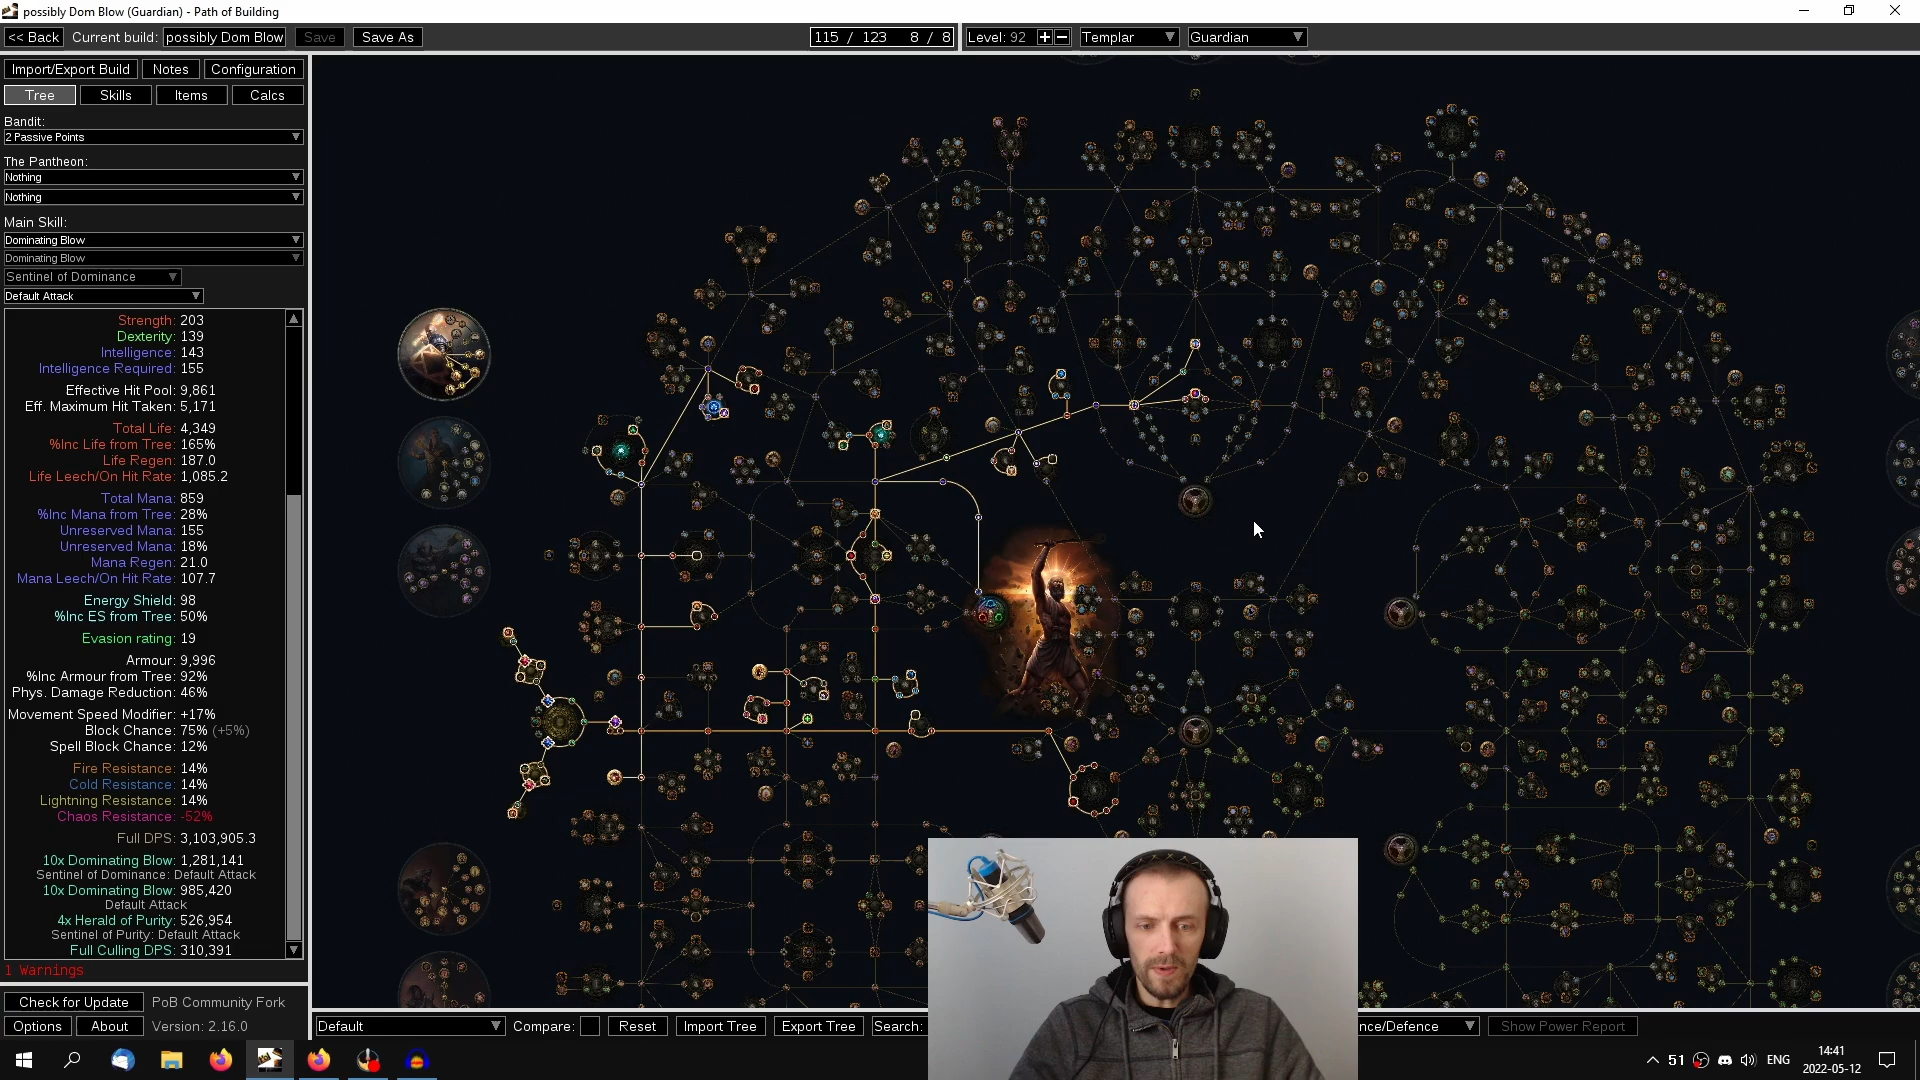 possibly Dom Blow (Guardian) - Path of Building
<< Back Current build: possibly Dom Blow Save Save As 115 / 123 8 / 8 Level: 92 Templar Guardian
Import/Export Build Notes Configuration
Tree Skills Items Calcs
Bandit:
2 Passive Points
The Pantheon:
Nothing
Nothing
Main Skill:
Dominating Blow
Dominating Blow
Sentinel of Dominance
Default Attack
Strength: 203
Dexterity: 139
Intelligence: 143
Intelligence Required: 155
Effective Hit Pool: 9,861
Eff. Maximum Hit Taken: 5,171
Total Life: 4,349
%Inc Life from Tree: 165%
Life Regen: 187.0
Life Leech/On Hit Rate: 1,085.2
Total Mana: 859
%Inc Mana from Tree: 28%
Unreserved Mana: 155
Unreserved Mana: 18%
Mana Regen: 21.0
Mana Leech/On Hit Rate: 107.7
Energy Shield: 98
%Inc ES from Tree: 50%
Evasion rating: 19
Armour: 9,996
%Inc Armour from Tree: 92%
Phys. Damage Reduction: 46%
Movement Speed Modifier: +17%
Block Chance: 75% (+5%)
Spell Block Chance: 12%
Fire Resistance: 14%
Cold Resistance: 14%
Lightning Resistance: 14%
Chaos Resistance: -52%
Full DPS: 3,103,905.3
10x Dominating Blow: 1,281,141
Sentinel of Dominance: Default Attack
10x Dominating Blow: 985,420
Default Attack
4x Herald of Purity: 526,954
Sentinel of Purity: Default Attack
Full Culling DPS: 310,391
1 Warnings
Check for Update PoB Community Fork
Options About Version: 2.16.0
Default Compare: Reset Import Tree Export Tree Search: nce/Defence Show Power Report
51 ENG 14:41
2022-05-12